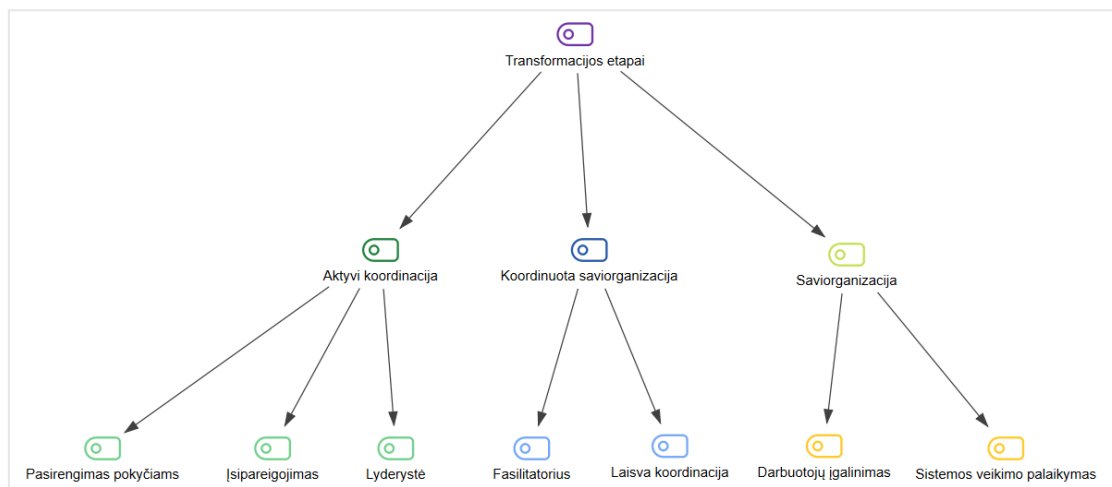 Transformacijos etapai
Aktyvi koordinacija
Koordinuota saviorganizacija
Saviorganizacija
Pasirengimas pokyčiams
Įsipareigojimas
Lyderystė
Fasilitatorius
Laisva koordinacija
Darbuotojų įgalinimas
Sistemos veikimo palaikymas